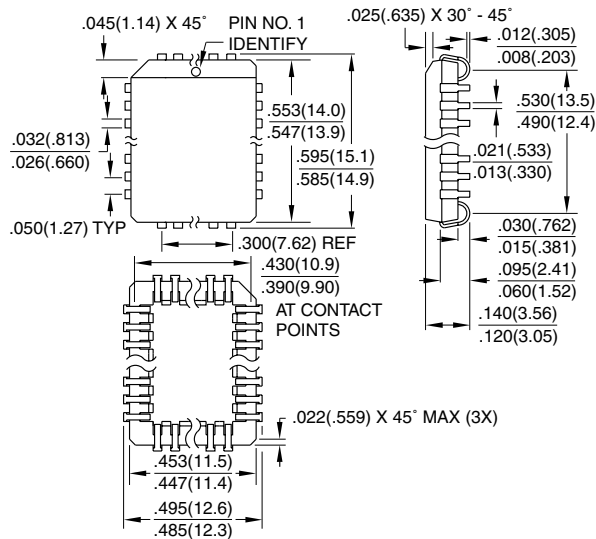 .045(1.14) X 45˚
PIN NO. 1
IDENTIFY
.025(.635) X 30˚ - 45˚
.012(.305)
.008(.203)
.553(14.0)
.547(13.9)
.530(13.5)
.490(12.4)
.032(.813)
.026(.660)
.595(15.1)
.585(14.9)
.021(.533)
.013(.330)
.050(1.27) TYP
.300(7.62) REF
.030(.762)
.015(.381)
.430(10.9)
.390(9.90)
AT CONTACT
POINTS
.095(2.41)
.060(1.52)
.140(3.56)
.120(3.05)
.022(.559) X 45˚ MAX (3X)
.453(11.5)
.447(11.4)
.495(12.6)
.485(12.3)